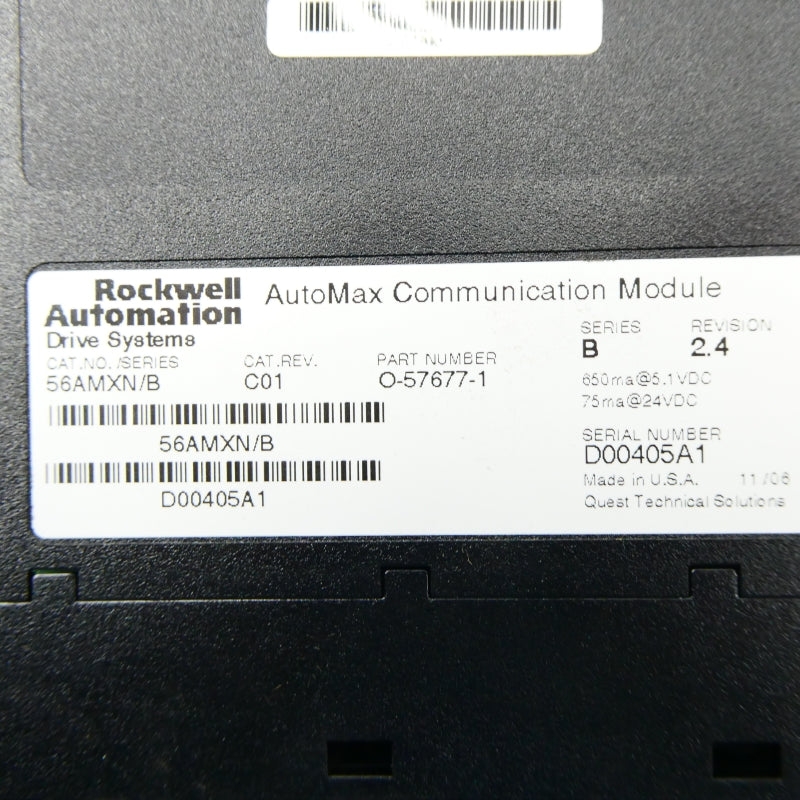 Rockwell
Automation
Drive Systems
AutoMax Communication Module
CAT.NO./SERIES CAT.REV. PART NUMBER
56AMXN/B C01 O-57677-1
SERIES REVISION
B 2.4
650ma@5.1VDC
75ma@24VDC
56AMXN/B
D00405A1
SERIAL NUMBER
D00405A1
Made in U.S.A. 11/06
Quest Technical Solutions